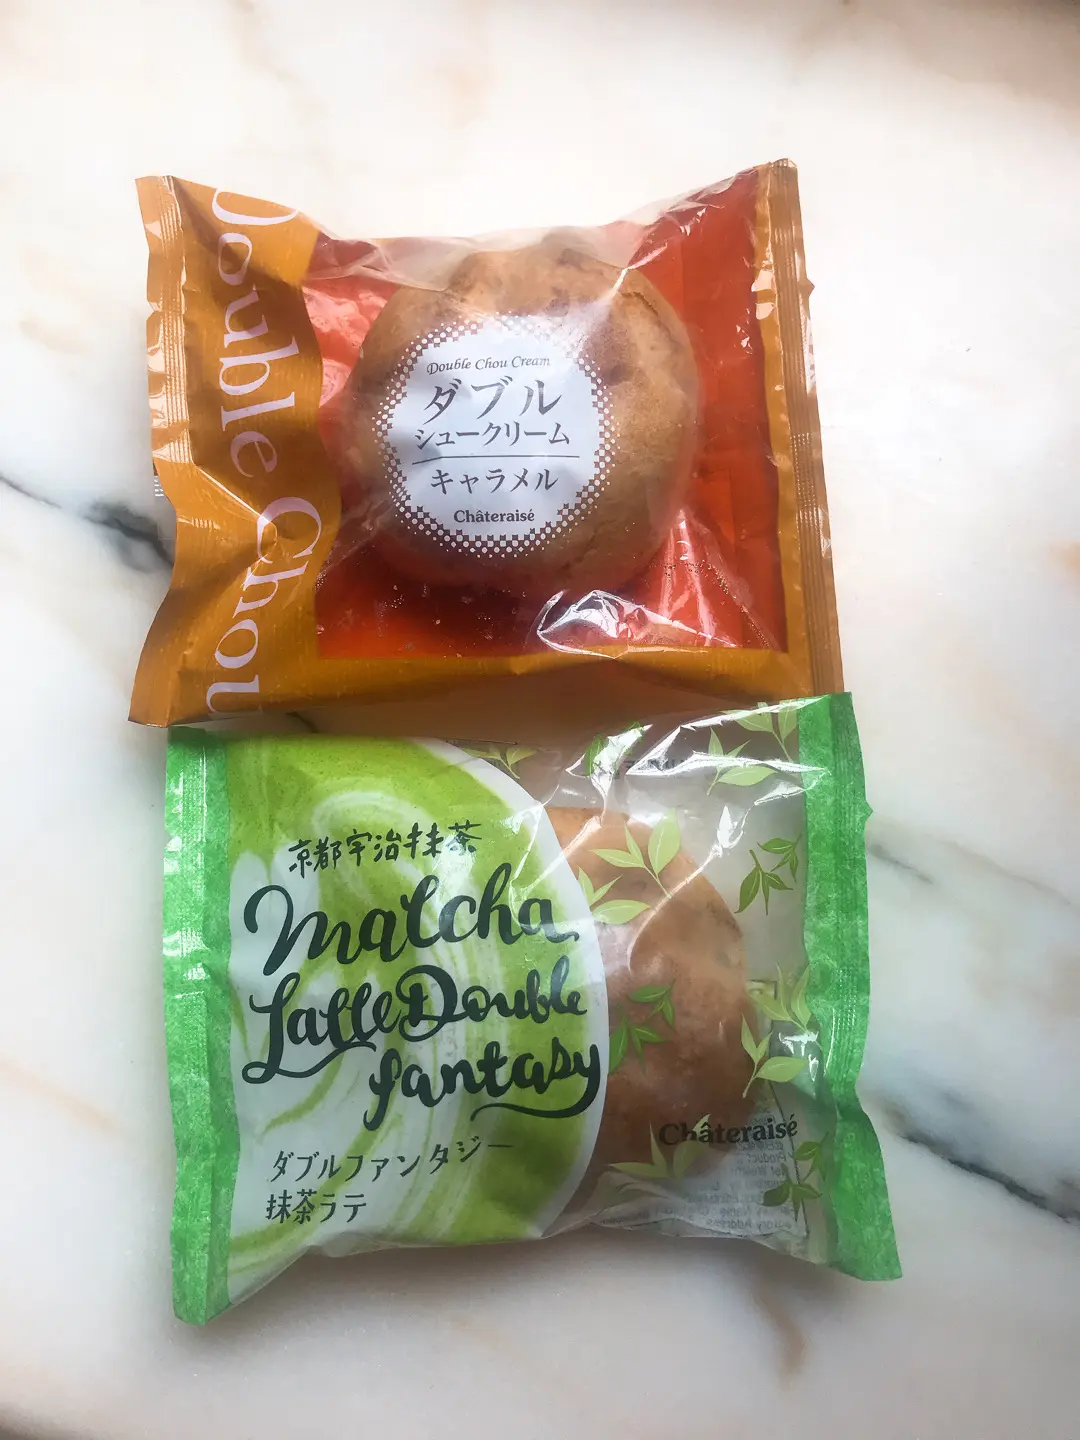 Double Chou
Double Chou Cream
ダブル
シュークリーム
キャラメル
Châteraisé
京都宇治抹茶
Matcha
Latte Double
fantasy
ダブルファンタジー
抹茶ラテ
Châteraisé